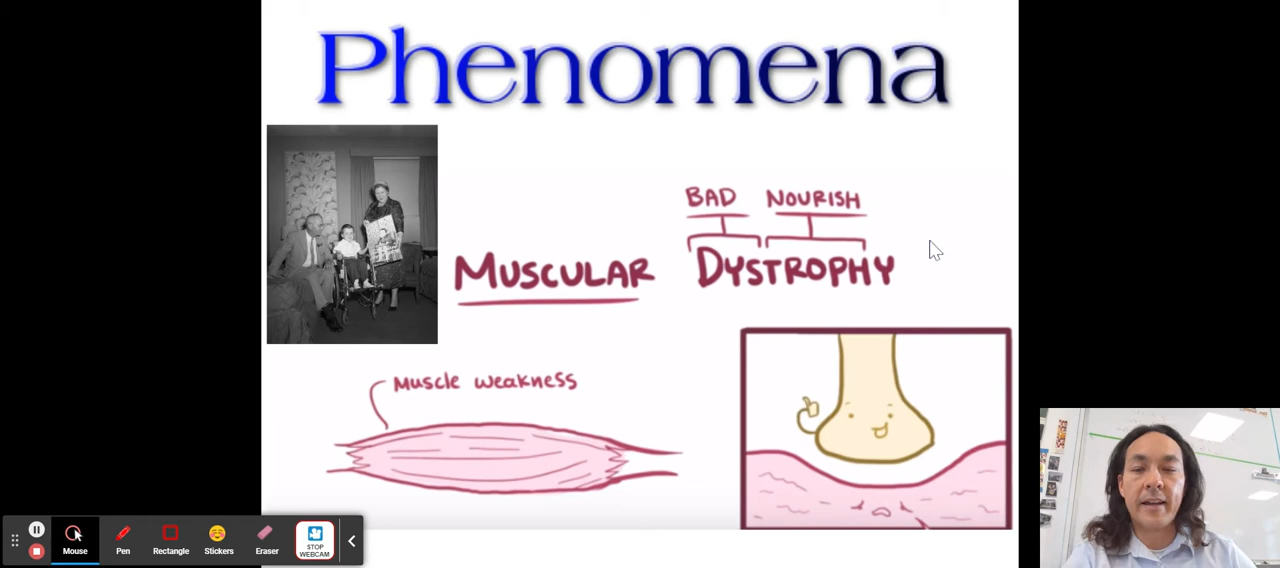 Phenomena
BAD NOURISH
MUSCULAR DYSTROPHY
Muscle weakness
Mouse
Pen
Rectangle
Stickers
Eraser
STOP
WEBCAM